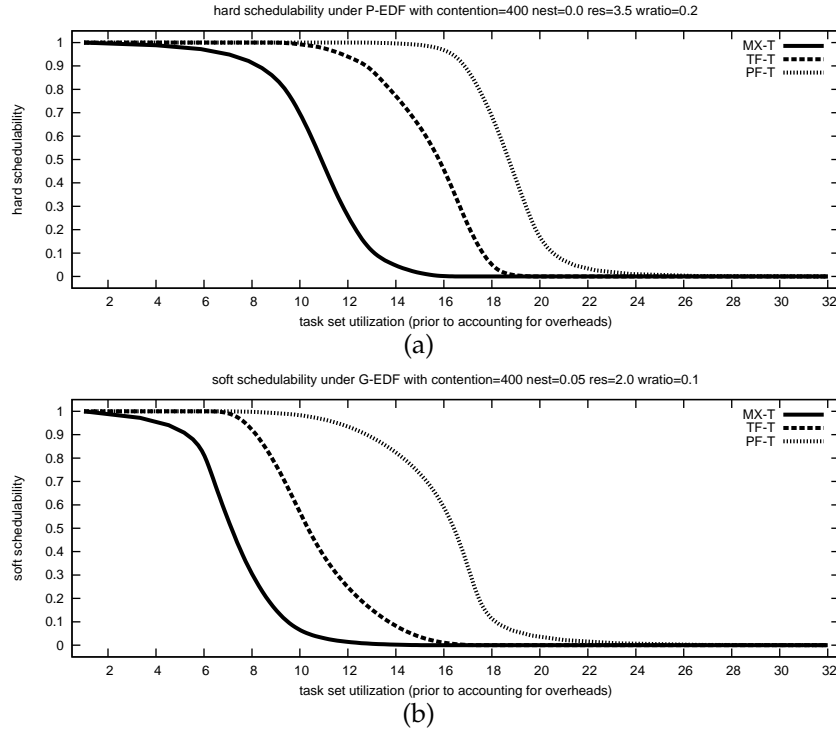 hard schedulability under P-EDF with contention=400 nest=0.0 res=3.5 wratio=0.2
MX-T
TF-T
PF-T
hard schedulability
1
0.9
0.8
0.7
0.6
0.5
0.4
0.3
0.2
0.1
0
2 4 6 8 10 12 14 16 18 20 22 24 26 28 30 32
task set utilization (prior to accounting for overheads)
(a)
soft schedulability under G-EDF with contention=400 nest=0.05 res=2.0 wratio=0.1
MX-T
TF-T
PF-T
soft schedulability
1
0.9
0.8
0.7
0.6
0.5
0.4
0.3
0.2
0.1
0
2 4 6 8 10 12 14 16 18 20 22 24 26 28 30 32
task set utilization (prior to accounting for overheads)
(b)